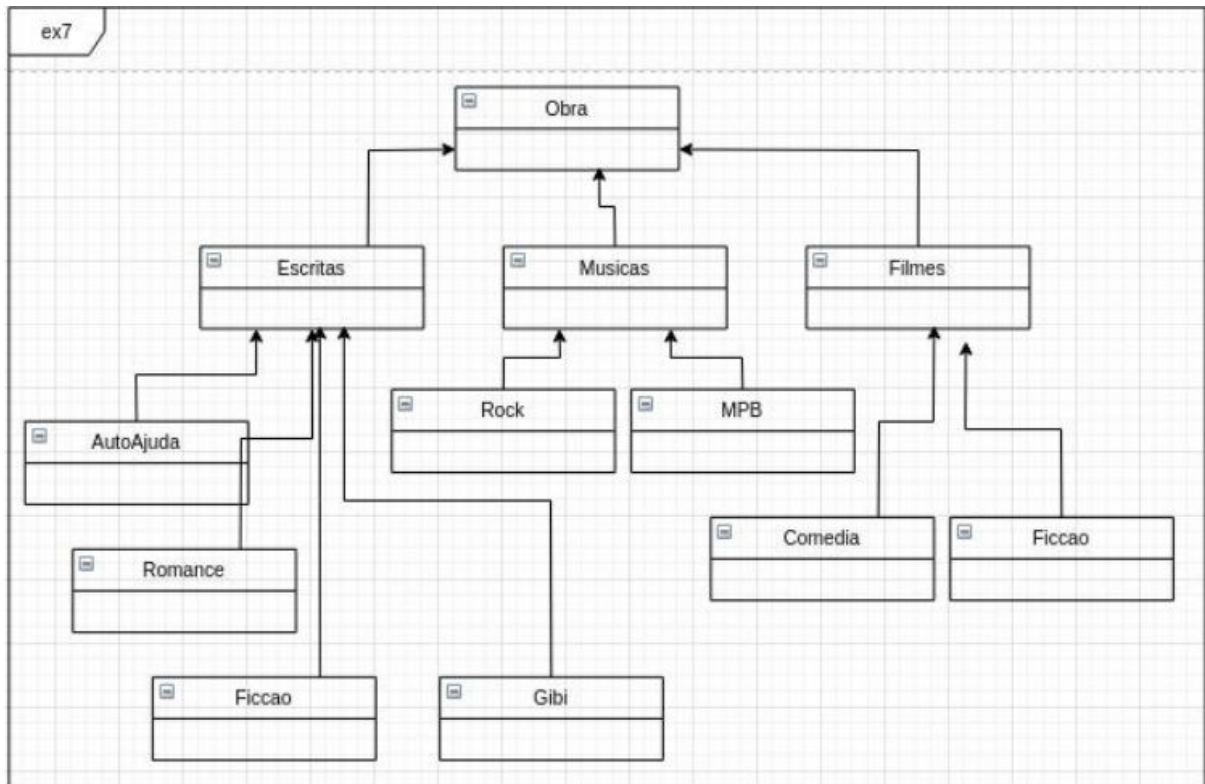 ex7
Obra
Escritas
Musicas
Filmes
Rock
MPB
AutoAjuda
Comedia
Ficcao
Romance
Ficcao
Gibi